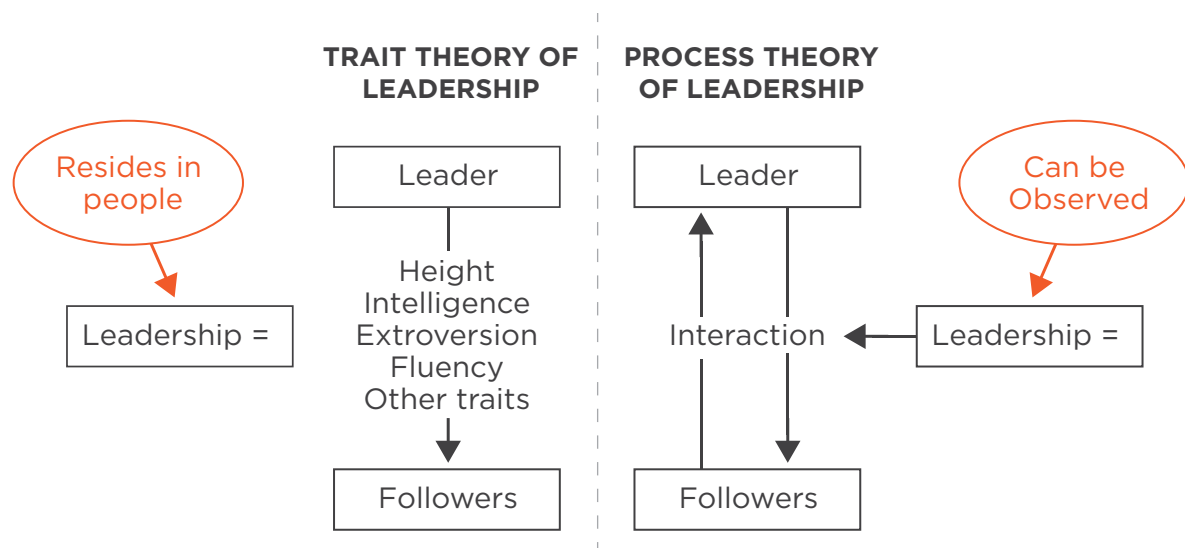 TRAIT THEORY OF
LEADERSHIP
Resides in
people
Leadership =
Leader
Height
Intelligence
Extroversion
Fluency
Other traits
Followers
PROCESS THEORY
OF LEADERSHIP
Leader
Interaction
Followers
Can be
Observed
Leadership =